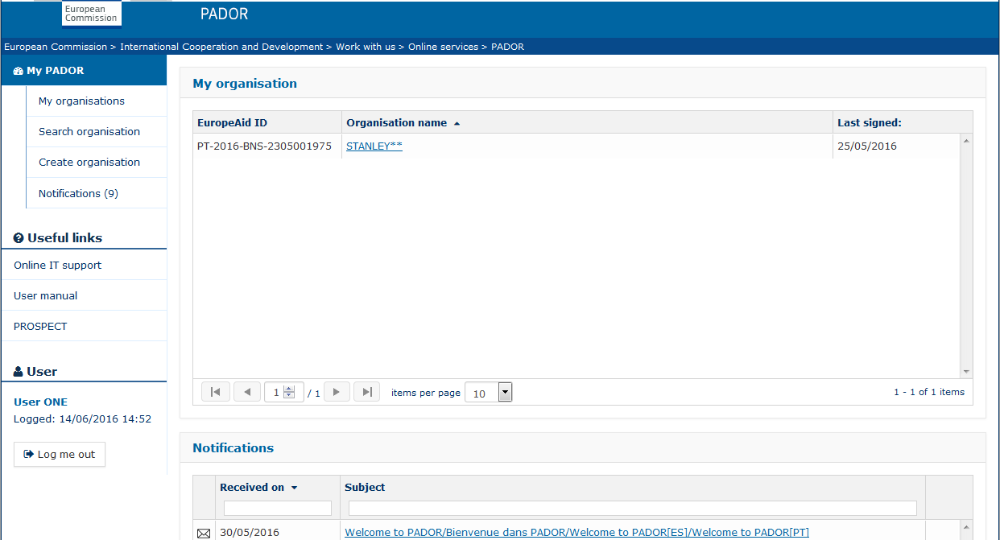 European
Commission
PADOR
European Commission > International Cooperation and Development > Work with us > Online services > PADOR
My PADOR
My organisations
Search organisation
Create organisation
Notifications (9)
Useful links
Online IT support
User manual
PROSPECT
User
User ONE
Logged: 14/06/2016 14:52
Log me out
My organisation
EuropeAid ID Organisation name Last signed:
PT-2016-BNS-2305001975 STANLEY** 25/05/2016
1 / 1 items per page 10 1 - 1 of 1 items
Notifications
Received on Subject
30/05/2016 Welcome to PADOR/Bienvenue dans PADOR/Welcome to PADOR[ES]/Welcome to PADOR[PT]